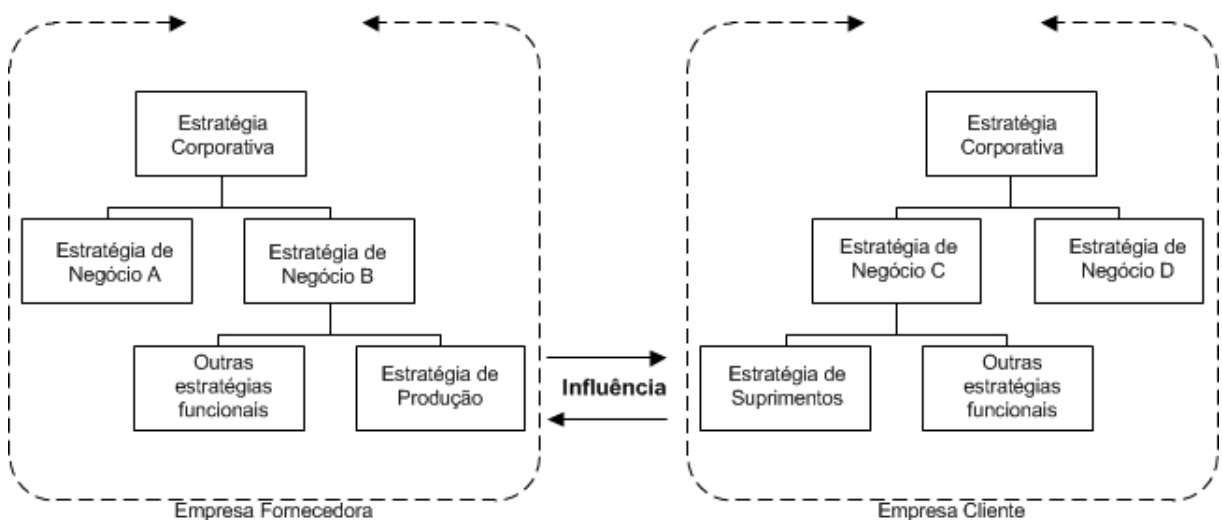 Estratégia
Corporativa
Estratégia de
Negócio A
Estratégia de
Negócio B
Outras
estratégias
funcionais
Estratégia de
Produção
Empresa Fornecedora
Influência
Estratégia
Corporativa
Estratégia de
Negócio C
Estratégia de
Negócio D
Estratégia de
Suprimentos
Outras
estratégias
funcionais
Empresa Cliente